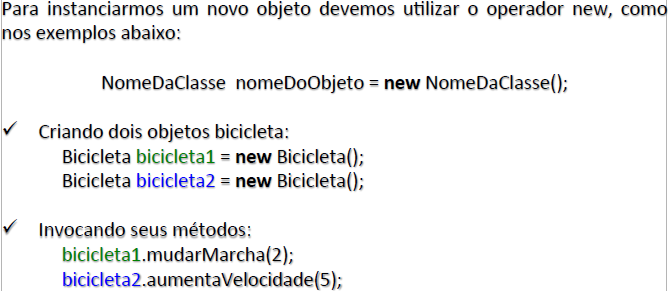 Para instanciarmos um novo objeto devemos utilizar o operador new, como
nos exemplos abaixo:
NomeDaClasse nomeDoObjeto = new NomeDaClasse();
✓ Criando dois objetos bicicleta:
Bicicleta bicicleta1 = new Bicicleta();
Bicicleta bicicleta2 = new Bicicleta();
✓ Invocando seus métodos:
bicicleta1.mudarMarcha(2);
bicicleta2.aumentaVelocidade(5);